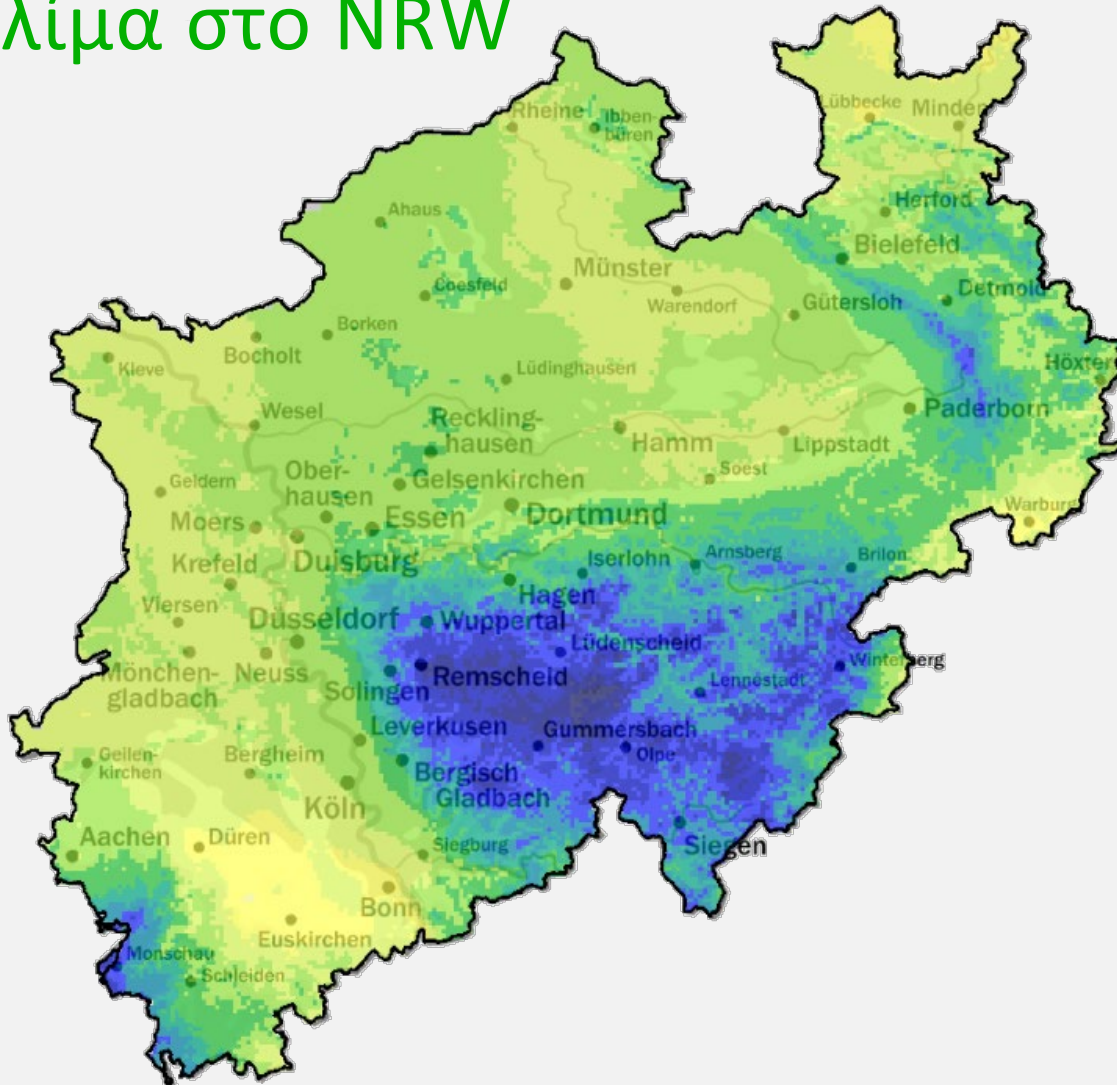 λίμα στο NRW
Rheine
Ibben-
büren
Lübbecke
Minden
Ahaus
Herford
Bielefeld
Münster
Coesfeld
Warendorf
Gütersloh
Detmold
Borken
Bocholt
Kleve
Lüdinghausen
Höxter
Wesel
Reckling-
hausen
Hamm
Lippstadt
Paderborn
Geldern
Ober-
hausen
Gelsenkirchen
Soest
Moers
Essen
Dortmund
Warburg
Krefeld
Duisburg
Iserlohn
Arnsberg
Brilon
Viersen
Düsseldorf
Hagen
Wuppertal
Lüdenscheid
Mönchen-
gladbach
Neuss
Solingen
Remscheid
Lennestadt
Winterberg
Leverkusen
Gummersbach
Olpe
Geilen-
kirchen
Bergheim
Bergisch
Gladbach
Köln
Aachen
Düren
Siegburg
Siegen
Bonn
Euskirchen
Monschau
Schleiden